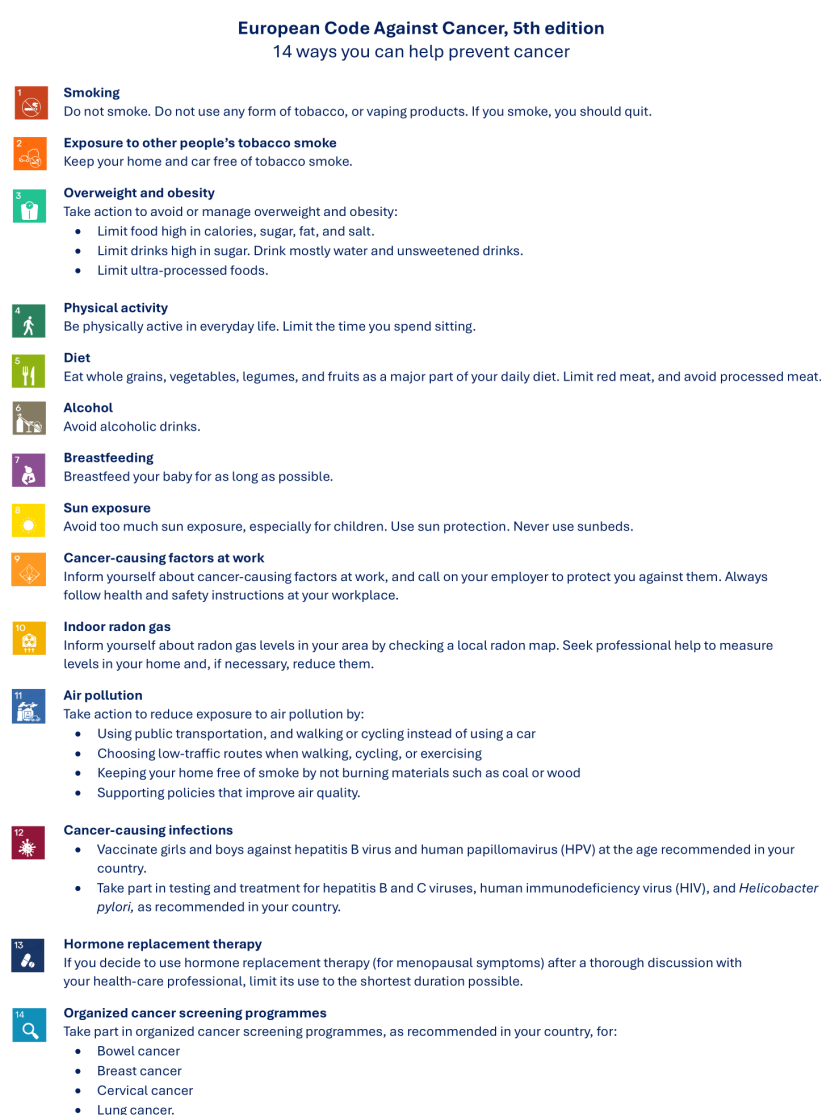 European Code Against Cancer, 5th edition
14 ways you can help prevent cancer
1
Smoking
Do not smoke. Do not use any form of tobacco, or vaping products. If you smoke, you should quit.
2
Exposure to other people’s tobacco smoke
Keep your home and car free of tobacco smoke.
3
Overweight and obesity
Take action to avoid or manage overweight and obesity:
• Limit food high in calories, sugar, fat, and salt.
• Limit drinks high in sugar. Drink mostly water and unsweetened drinks.
• Limit ultra-processed foods.
4
Physical activity
Be physically active in everyday life. Limit the time you spend sitting.
5
Diet
Eat whole grains, vegetables, legumes, and fruits as a major part of your daily diet. Limit red meat, and avoid processed meat.
6
Alcohol
Avoid alcoholic drinks.
7
Breastfeeding
Breastfeed your baby for as long as possible.
8
Sun exposure
Avoid too much sun exposure, especially for children. Use sun protection. Never use sunbeds.
9
Cancer-causing factors at work
Inform yourself about cancer-causing factors at work, and call on your employer to protect you against them. Always
follow health and safety instructions at your workplace.
10
Indoor radon gas
Inform yourself about radon gas levels in your area by checking a local radon map. Seek professional help to measure
levels in your home and, if necessary, reduce them.
11
Air pollution
Take action to reduce exposure to air pollution by:
• Using public transportation, and walking or cycling instead of using a car
• Choosing low-traffic routes when walking, cycling, or exercising
• Keeping your home free of smoke by not burning materials such as coal or wood
• Supporting policies that improve air quality.
12
Cancer-causing infections
• Vaccinate girls and boys against hepatitis B virus and human papillomavirus (HPV) at the age recommended in your
country.
• Take part in testing and treatment for hepatitis B and C viruses, human immunodeficiency virus (HIV), and Helicobacter
pylori, as recommended in your country.
13
Hormone replacement therapy
If you decide to use hormone replacement therapy (for menopausal symptoms) after a thorough discussion with
your health-care professional, limit its use to the shortest duration possible.
14
Organized cancer screening programmes
Take part in organized cancer screening programmes, as recommended in your country, for:
• Bowel cancer
• Breast cancer
• Cervical cancer
• Lung cancer.